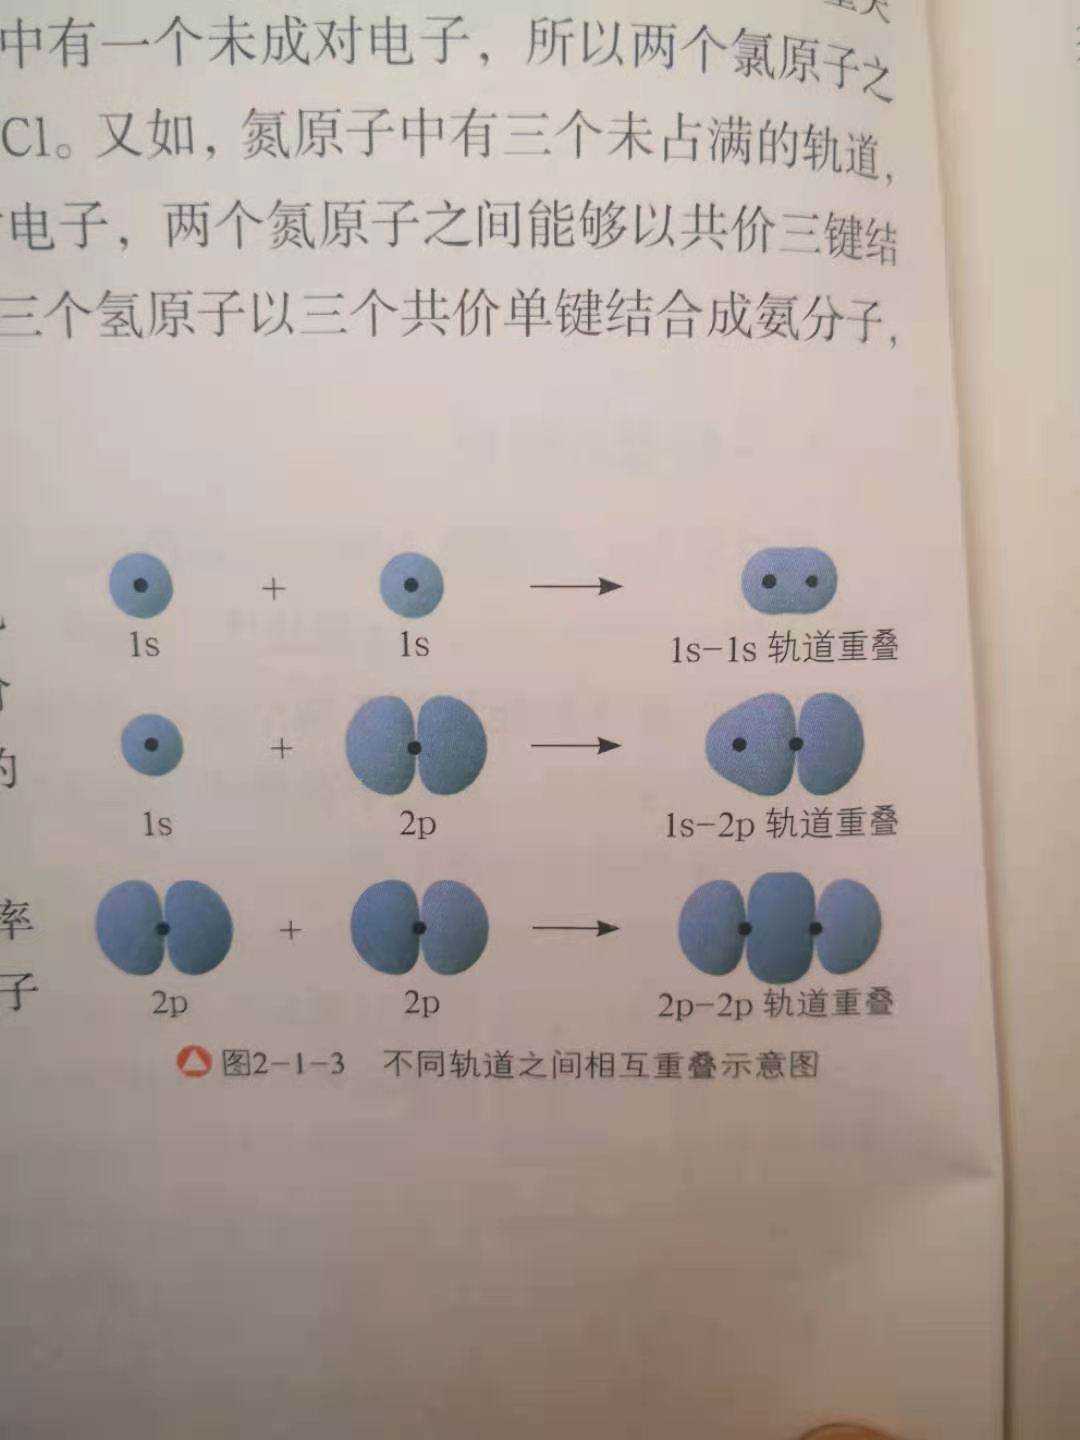 中有一个未成对电子，所以两个氯原子之
Cl。又如，氮原子中有三个未占满的轨道，
电子，两个氮原子之间能够以共价三键结
三个氢原子以三个共价单键结合成氨分子，
1s + 1s 1s-1s 轨道重叠
的
1s + 2p 1s-2p 轨道重叠
率
子
2p + 2p 2p-2p 轨道重叠
图2-1-3 不同轨道之间相互重叠示意图